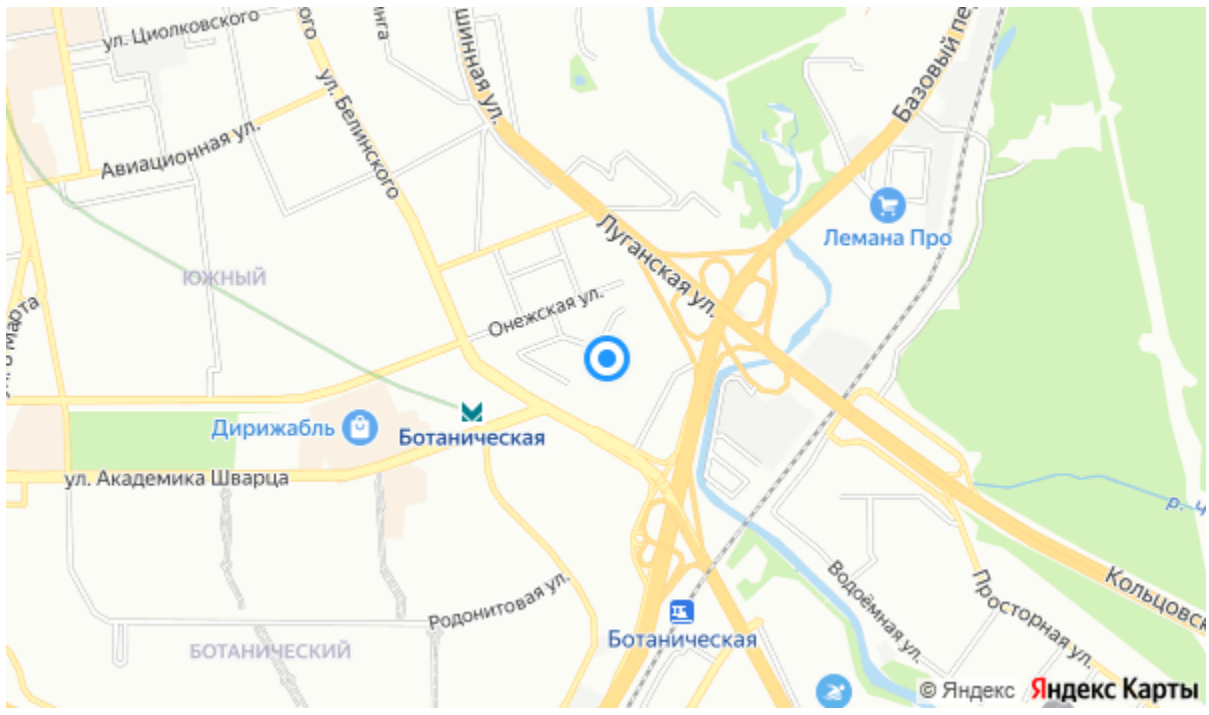 ул. Циолковского
Авиационная ул.
ул. Белинского
Луганская ул.
Базовый пе
Лемана Про
ЮЖНЫЙ
Онежская ул.
Дирижабль
Ботаническая
ул. Академика Шварца
Родонитовая ул.
БОТАНИЧЕСКИЙ
Ботаническая
Водоёмная ул.
Просторная ул.
Кольцовск
р. Ч
© Яндекс Яндекс Карты